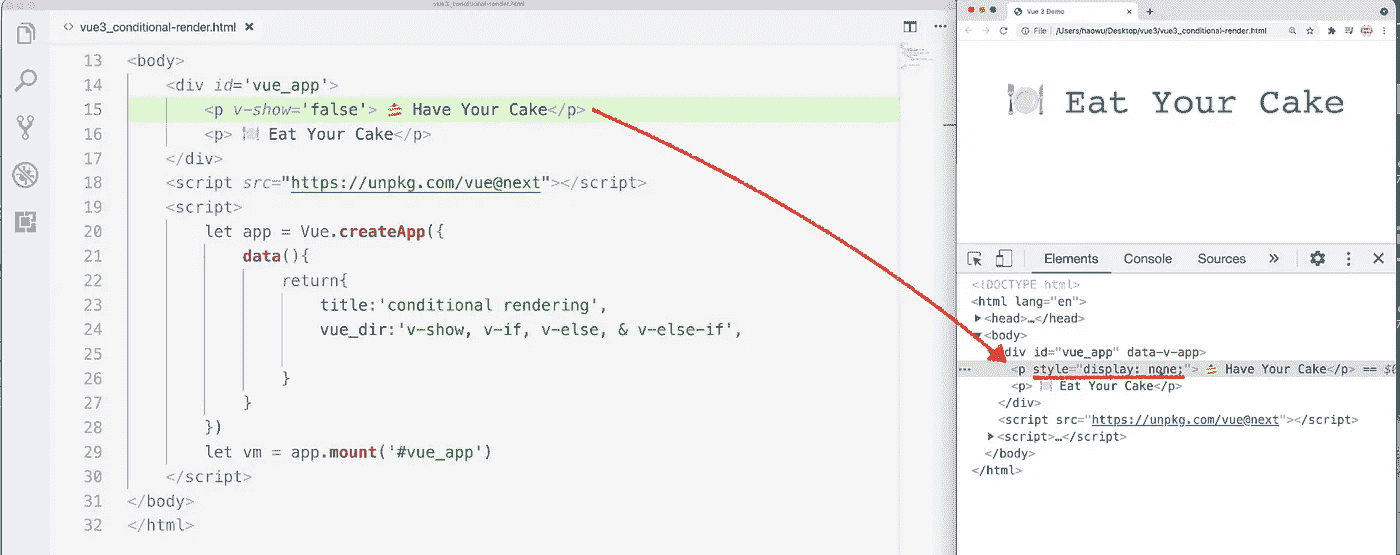 vue3_conditional-render.html
<> vue3_conditional-render.html ×
13 <body>
14 <div id='vue_app'>
15 <p v-show='false'> 🍰 Have Your Cake</p>
16 <p> 🍽 Eat Your Cake</p>
17 </div>
18 <script src="https://unpkg.com/vue@next"></script>
19 <script>
20 let app = Vue.createApp({
21 data(){
22 return{
23 title:'conditional rendering',
24 vue_dir:'v-show, v-if, v-else, & v-else-if',
25
26 }
27 }
28 })
29 let vm = app.mount('#vue_app')
30 </script>
31 </body>
32 </html>
Vue 3 Demo
File /Users/haowu/Desktop/vue3/vue3_conditional-render.html
🍽 Eat Your Cake
Elements Console Sources »
<!DOCTYPE html>
<html lang="en">
<head>…</head>
<body>
div id="vue_app" data-v-app>
<p style="display: none;"> 🍰 Have Your Cake</p> == $0
<p> 🍽 Eat Your Cake</p>
</div>
<script src="https://unpkg.com/vue@next"></script>
<script>…</script>
</body>
</html>